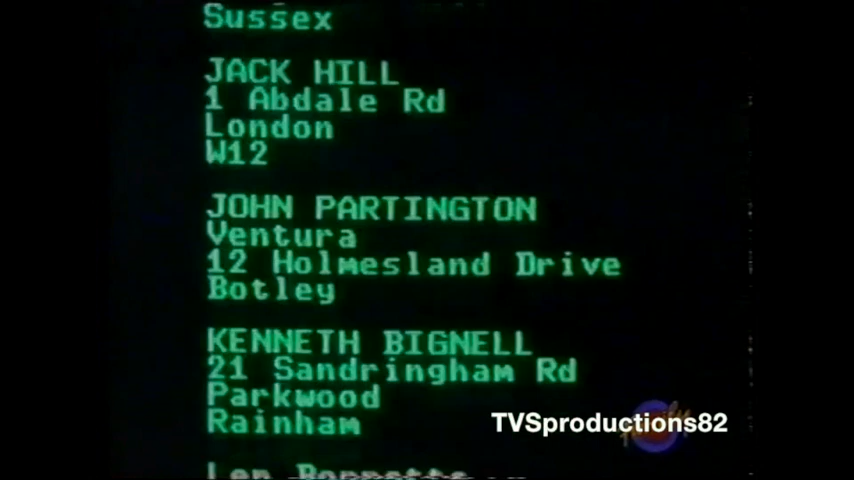 Sussex
JACK HILL
1 Abdale Rd
London
W12
JOHN PARTINGTON
Ventura
12 Holmesland Drive
Botley
KENNETH BIGNELL
21 Sandringham Rd
Parkwood
Rainham
TVSproductions82